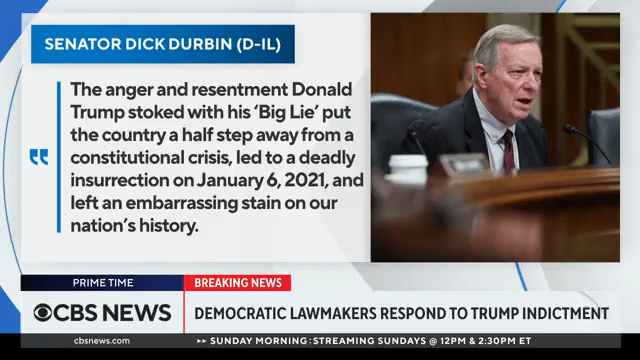 SENATOR DICK DURBIN (D-IL)
The anger and resentment Donald
Trump stoked with his ‘Big Lie’ put
the country a half step away from a
constitutional crisis, led to a deadly
insurrection on January 6, 2021, and
left an embarrassing stain on our
nation’s history.
PRIME TIME
BREAKING NEWS
CBS NEWS
DEMOCRATIC LAWMAKERS RESPOND TO TRUMP INDICTMENT
cbsnews.com
SUNDAY MORNING: STREAMING SUNDAYS @ 12PM & 2:30PM ET